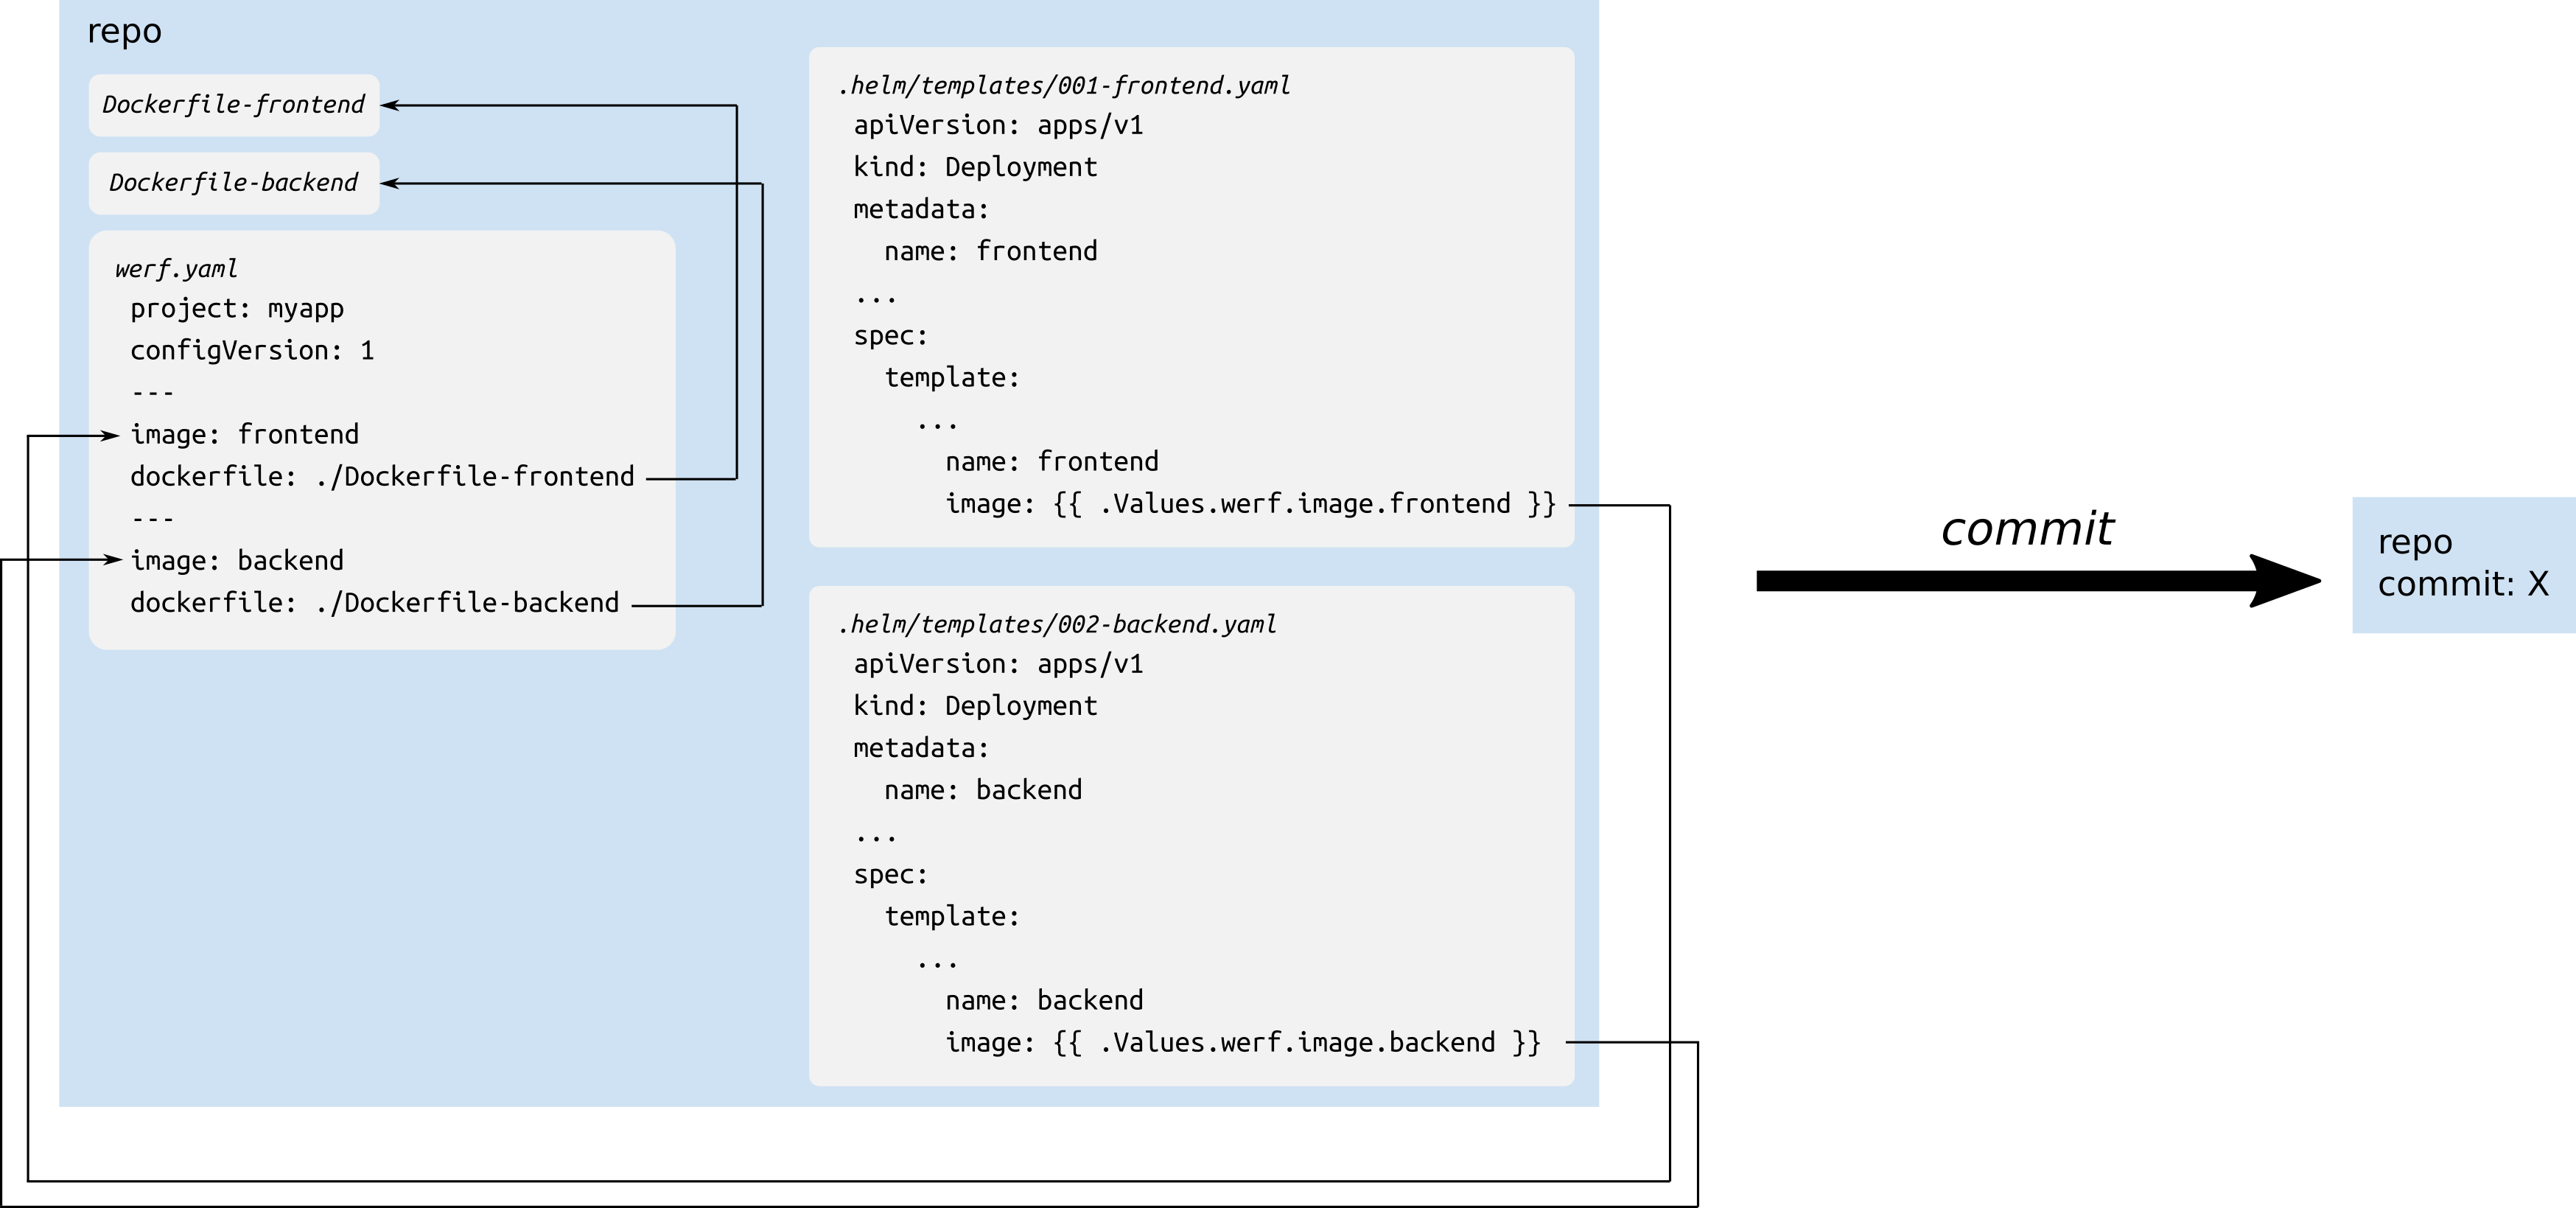 repo
Dockerfile-frontend
Dockerfile-backend
werf.yaml
project: myapp
configVersion: 1
---
image: frontend
dockerfile: ./Dockerfile-frontend
---
image: backend
dockerfile: ./Dockerfile-backend
.helm/templates/001-frontend.yaml
apiVersion: apps/v1
kind: Deployment
metadata:
  name: frontend
...
spec:
  template:
    ...
      name: frontend
      image: {{ .Values.werf.image.frontend }}
.helm/templates/002-backend.yaml
apiVersion: apps/v1
kind: Deployment
metadata:
  name: backend
...
spec:
  template:
    ...
      name: backend
      image: {{ .Values.werf.image.backend }}
commit
repo
commit: X